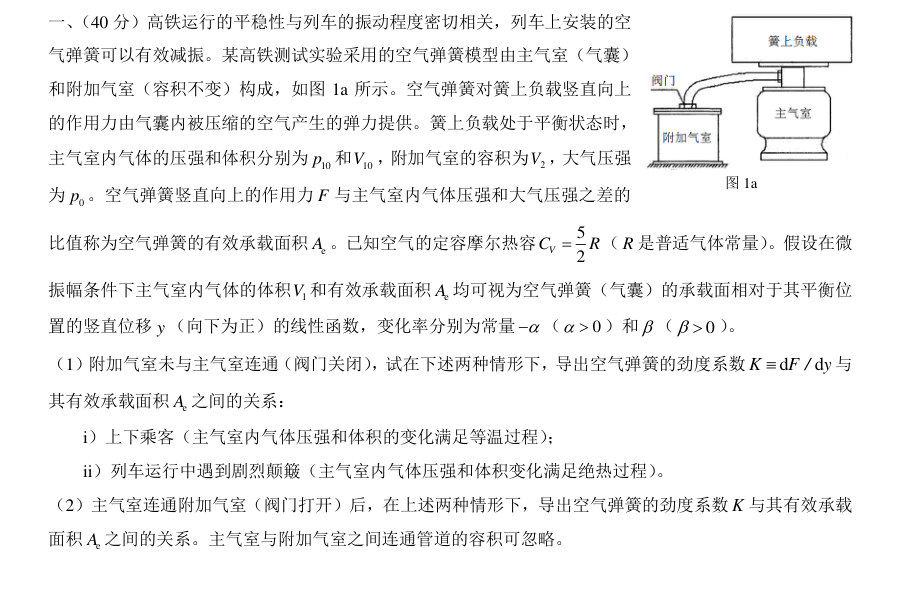 一、（40 分）高铁运行的平稳性与列车的振动程度密切相关，列车上安装的空
气弹簧可以有效减振。某高铁测试实验采用的空气弹簧模型由主气室（气囊）
和附加气室（容积不变）构成，如图 1a 所示。空气弹簧对簧上负载竖直向上
的作用力由气囊内被压缩的空气产生的弹力提供。簧上负载处于平衡状态时，
主气室内气体的压强和体积分别为 p₁₀ 和 V₁₀ ，附加气室的容积为 V₂ ，大气压强
为 p₀ 。空气弹簧竖直向上的作用力 F 与主气室内气体压强和大气压强之差的
簧上负载
阀门
附加气室
主气室
图 1a
比值称为空气弹簧的有效承载面积 Aₑ 。已知空气的定容摩尔热容 C_V = 5/2 R （ R 是普适气体常量）。假设在微
振幅条件下主气室内气体的体积 V₁ 和有效承载面积 Aₑ 均可视为空气弹簧（气囊）的承载面相对于其平衡位
置的竖直位移 y （向下为正）的线性函数，变化率分别为常量 −α （ α > 0 ）和 β （ β > 0 ）。
（1）附加气室未与主气室连通（阀门关闭），试在下述两种情形下，导出空气弹簧的劲度系数 K ≡ dF / dy 与
其有效承载面积 Aₑ 之间的关系：
i）上下乘客（主气室内气体压强和体积的变化满足等温过程）；
ii）列车运行中遇到剧烈颠簸（主气室内气体压强和体积变化满足绝热过程）。
（2）主气室连通附加气室（阀门打开）后，在上述两种情形下，导出空气弹簧的劲度系数 K 与其有效承载
面积 Aₑ 之间的关系。主气室与附加气室之间连通管道的容积可忽略。